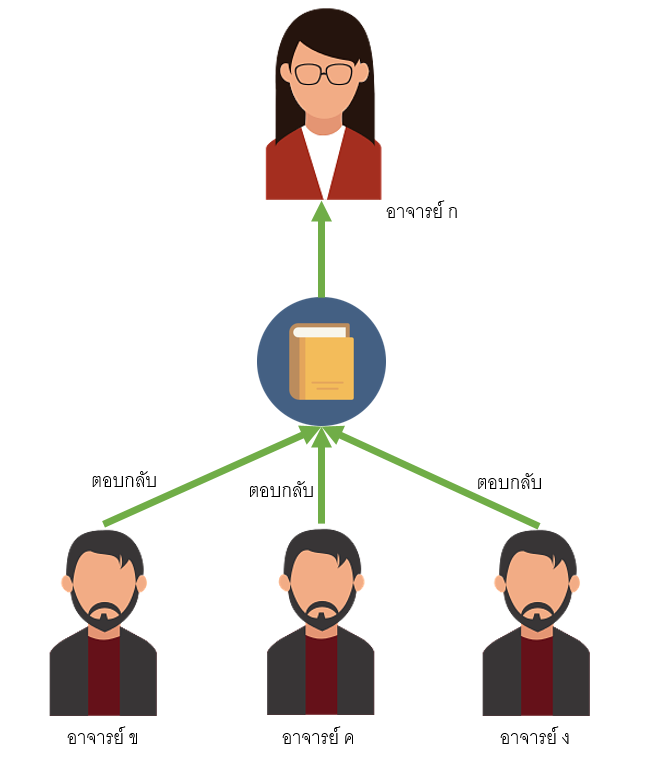 อาจารย์ ก
ตอบกลับ
ตอบกลับ
ตอบกลับ
อาจารย์ ข
อาจารย์ ค
อาจารย์ ง